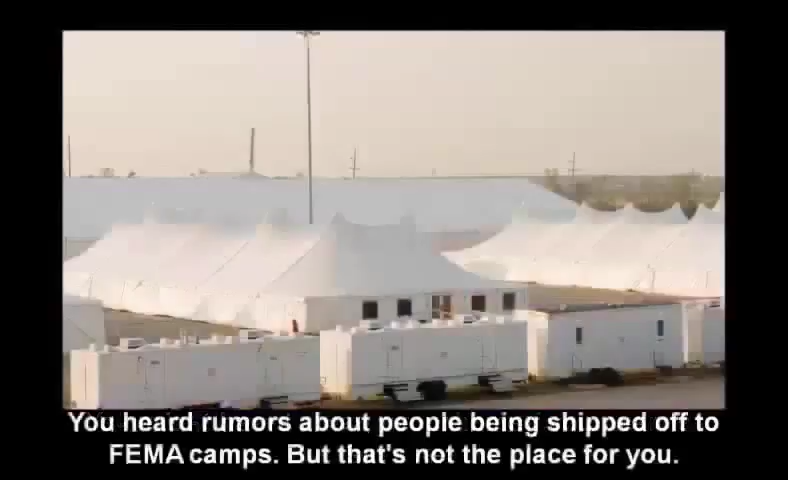 You heard rumors about people being shipped off to
FEMA camps. But that's not the place for you.